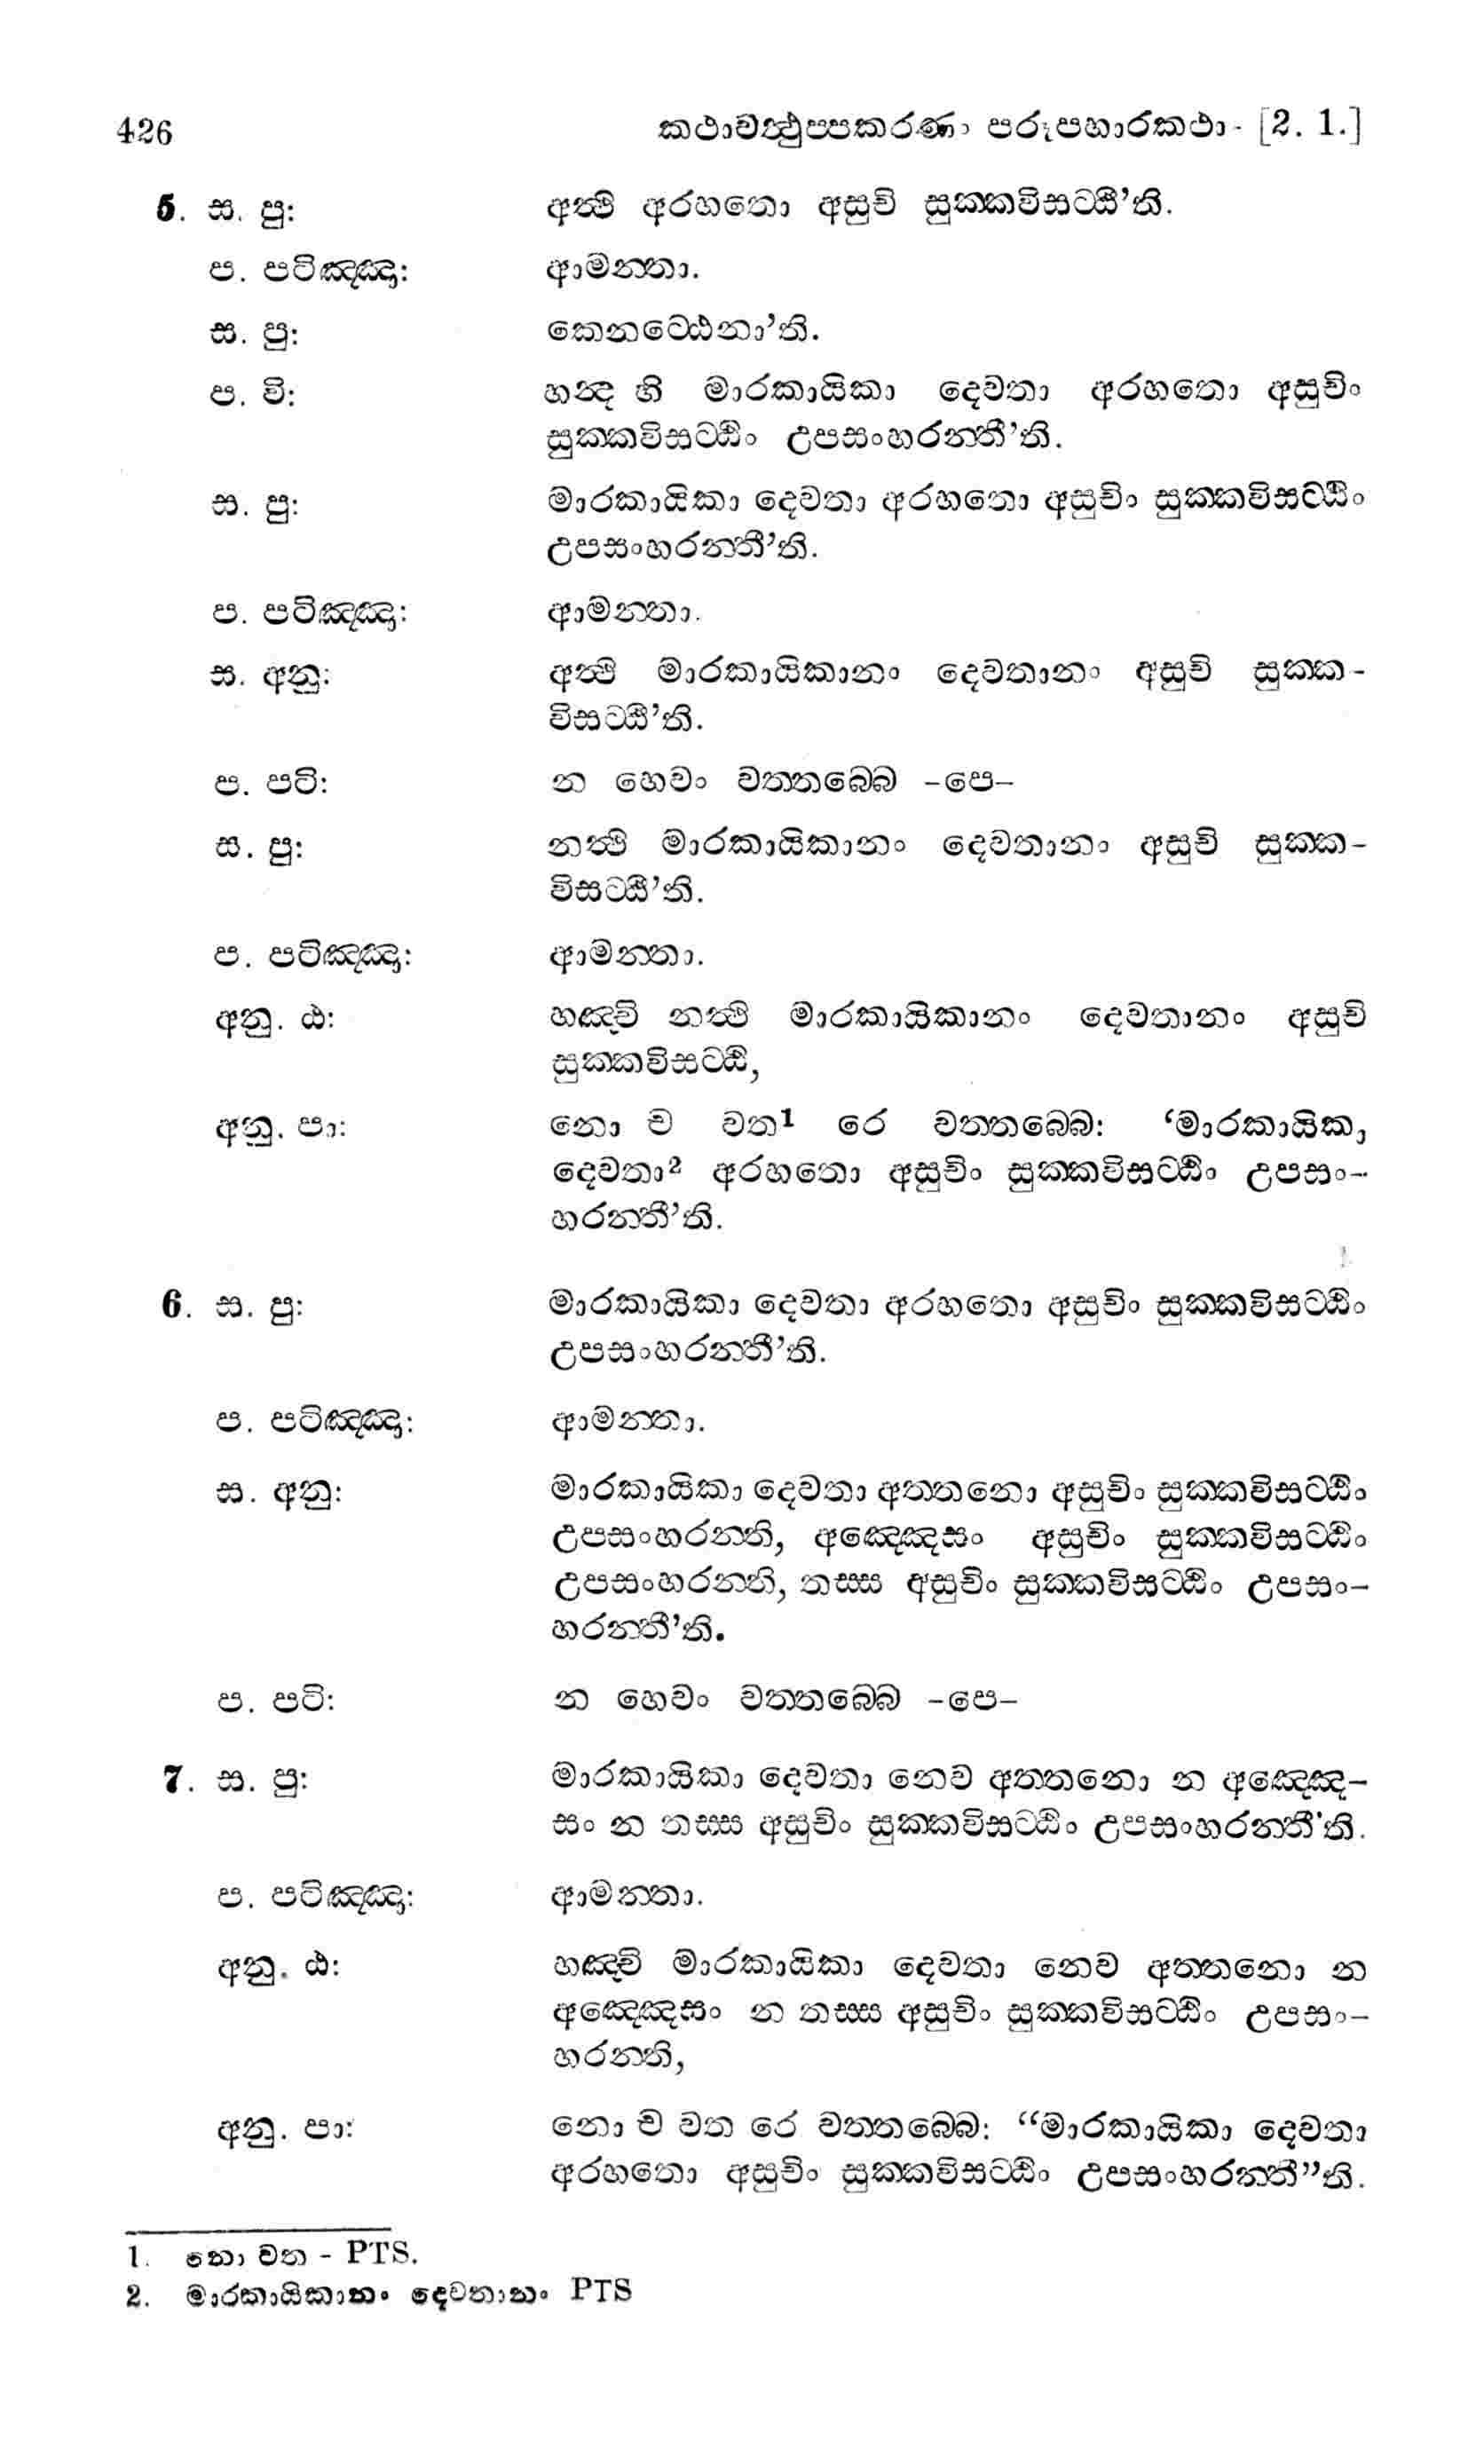 426 කථාවත්‍ථුප්‌පකරණං පරූපහාරකථා - [2. 1.]
5. ස. පු: අත්‍ථි අරහතො අසුචි සුක්‌කවිසට්‌ඨී’ති.
ප. පටිඤ්‌ඤා: ආමන්‌තා.
ස. පු: කෙනට්‌ඨෙනා’ති.
ප. වි: හන්‍ද හි මාරකායිකා දෙවතා අරහතො අසුචිං
සුක්‌කවිසට්‌ඨිං උපසංහරන්‌තී’ති.
ස. පු: මාරකායිකා දෙවතා අරහතො අසුචිං සුක්‌කවිසට්‌ඨිං
උපසංහරන්‌තී’ති.
ප. පටිඤ්‌ඤා: ආමන්‌තා.
ස. අනු: අත්‍ථි මාරකායිකානං දෙවතානං අසුචි සුක්‌ක-
විසට්‌ඨී’ති.
ප. පටි: න හෙවං වත්‌තබ්‌බෙ -පෙ-
ස. පු: නත්‍ථි මාරකායිකානං දෙවතානං අසුචි සුක්‌ක-
විසට්‌ඨී’ති.
ප. පටිඤ්‌ඤා: ආමන්‌තා.
අනු. ඨ: හඤ්‌චි නත්‍ථි මාරකායිකානං දෙවතානං අසුචි
සුක්‌කවිසට්‌ඨි,
අනු. පා: නො ච වත1 රෙ වත්‌තබ්‌බෙ: ‘මාරකායිකා
දෙවතා2 අරහතො අසුචිං සුක්‌කවිසට්‌ඨිං උපසං-
හරන්‌තී’ති.
6. ස. පු: මාරකායිකා දෙවතා අරහතො අසුචිං සුක්‌කවිසට්‌ඨිං
උපසංහරන්‌තී’ති.
ප. පටිඤ්‌ඤා: ආමන්‌තා.
ස. අනු: මාරකායිකා දෙවතා අත්‌තනො අසුචිං සුක්‌කවිසට්‌ඨිං
උපසංහරන්‌ති, අඤ්‌ඤෙසං අසුචිං සුක්‌කවිසට්‌ඨිං
උපසංහරන්‌ති, තස්‌ස අසුචිං සුක්‌කවිසට්‌ඨිං උපසං-
හරන්‌තී’ති.
ප. පටි: න හෙවං වත්‌තබ්‌බෙ -පෙ-
7. ස. පු: මාරකායිකා දෙවතා නෙව අත්‌තනො න අඤ්‌ඤෙ-
සං න තස්‌ස අසුචිං සුක්‌කවිසට්‌ඨිං උපසංහරන්‌තී'ති.
ප. පටිඤ්‌ඤා: ආමන්‌තා.
අනු. ඨ: හඤ්‌චි මාරකායිකා දෙවතා නෙව අත්‌තනො න
අඤ්‌ඤෙසං න තස්‌ස අසුචිං සුක්‌කවිසට්‌ඨිං උපසං-
හරන්‌ති,
අනු. පා: නො ච වත රෙ වත්‌තබ්‌බෙ: “මාරකායිකා දෙවතා
අරහතො අසුචිං සුක්‌කවිසට්‌ඨිං උපසංහරන්‌තී”ති.
1. නො වත - PTS.
2. මාරකායිකානං දෙවතානං PTS